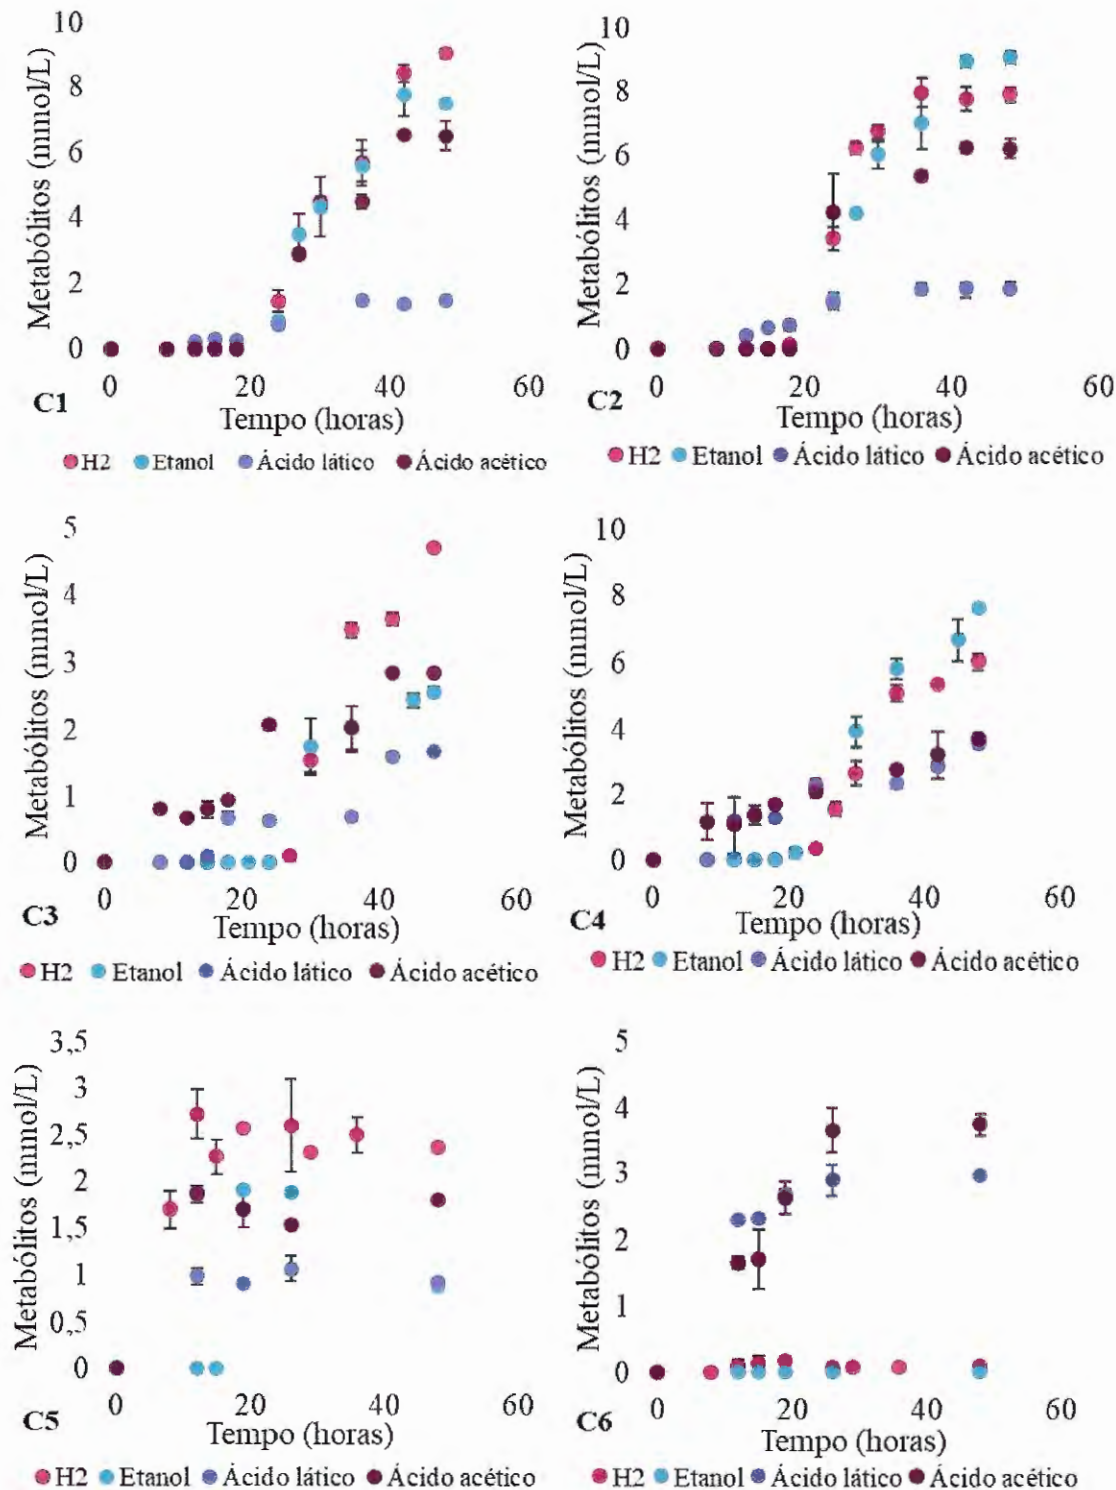 Metabólitos (mmol/L)
10
8
6
4
2
0
0 20 40 60
C1
Tempo (horas)
H2 Etanol Ácido lático Ácido acético
Metabólitos (mmol/L)
10
8
6
4
2
0
0 20 40 60
C2
Tempo (horas)
H2 Etanol Ácido lático Ácido acético
Metabólitos (mmol/L)
5
4
3
2
1
0
0 20 40 60
C3
Tempo (horas)
H2 Etanol Ácido lático Ácido acético
Metabólitos (mmol/L)
10
8
6
4
2
0
0 20 40 60
C4
Tempo (horas)
H2 Etanol Ácido lático Ácido acético
Metabólitos (mmol/L)
3,5
3
2,5
2
1,5
1
0,5
0
0 20 40 60
C5
Tempo (horas)
H2 Etanol Ácido lático Ácido acético
Metabólitos (mmol/L)
5
4
3
2
1
0
0 20 40 60
C6
Tempo (horas)
H2 Etanol Ácido lático Ácido acético